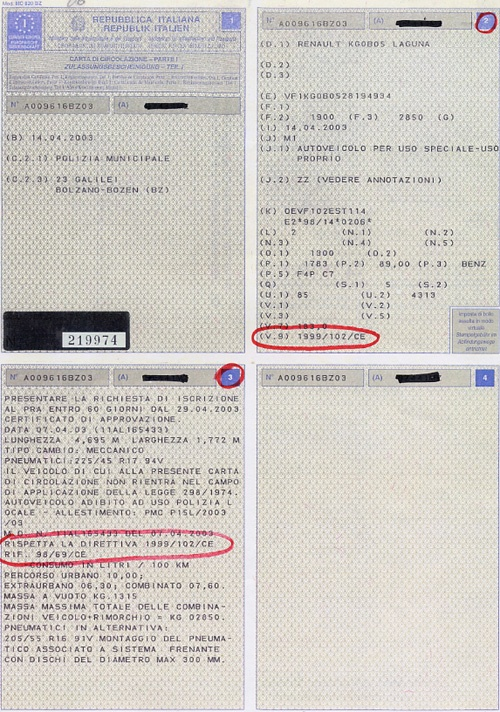 Mod. MC 820 BZ
REPUBBLICA ITALIANA
REPUBLIK ITALIEN
1
CARTA DI CIRCOLAZIONE - PARTE I
ZULASSUNGSBESCHEINIGUNG - TEIL I
N° A009616BZ03 (A)
(B) 14.04.2003
(C.2.1) POLIZIA MUNICIPALE
(C.2.3) 23 GALILEI
BOLZANO-BOZEN (BZ)
219974
N° A009616BZ03 (A) 2
(D.1) RENAULT KG0B05 LAGUNA
(D.2)
(D.3)
(E) VF1KG0B0528194934
(F.1)
(F.2) 1900 (F.3) 2850 (G)
(I) 14.04.2003
(J) M1
(J.1) AUTOVEICOLO PER USO SPECIALE-USO
PROPRIO
(J.2) ZZ (VEDERE ANNOTAZIONI)
(K) OEVF102EST114
E2*98/14*0206*
(L) 2 (N.1) (N.2)
(N.3) (N.4) (N.5)
(O.1) 1300 (O.2)
(P.1) 1783 (P.2) 89,00 (P.3) BENZ
(P.5) F4P C7
(Q) (S.1) 5 (S.2)
(U.1) 85 (U.2) 4313
(V.1) (V.2)
(V.3) (V.5)
(V.7) 183,0
(V.9) 1999/102/CE
N° A009616BZ03 (A) 3
PRESENTARE LA RICHIESTA DI ISCRIZIONE
AL PRA ENTRO 60 GIORNI DAL 29.04.2003
CERTIFICATO DI APPROVAZIONE.
DATA 07.04.03 (11AL165433)
LUNGHEZZA 4,695 M LARGHEZZA 1,772 M
TIPO CAMBIO: MECCANICO
PNEUMATICI:225/45 R17 94V
IL VEICOLO DI CUI ALLA PRESENTE CARTA
DI CIRCOLAZIONE NON RIENTRA NEL CAMPO
DI APPLICAZIONE DELLA LEGGE 298/1974.
AUTOVEICOLO ADIBITO AD USO POLIZIA L
OCALE - ALLESTIMENTO: PMC P15L/2003
/03
M.O. N. 11AL165433 DEL 07.04.2003
RISPETTA LA DIRETTIVA 1999/102/CE
RIF. 98/69/CE
CONSUMO IN LITRI / 100 KM
PERCORSO URBANO 10,00;
EXTRAURBANO 06,30; COMBINATO 07,60.
MASSA A VUOTO KG.1315
MASSA MASSIMA TOTALE DELLE COMBINA-
ZIONI VEICOLO+RIMORCHIO = KG 02850.
PNEUMATICI IN ALTERNATIVA:
205/55 R16 91V MONTAGGIO DEL PNEUMA-
TICO ASSOCIATO A SISTEMA FRENANTE
CON DISCHI DEL DIAMETRO MAX 300 MM.
N° A009616BZ03 (A) 4